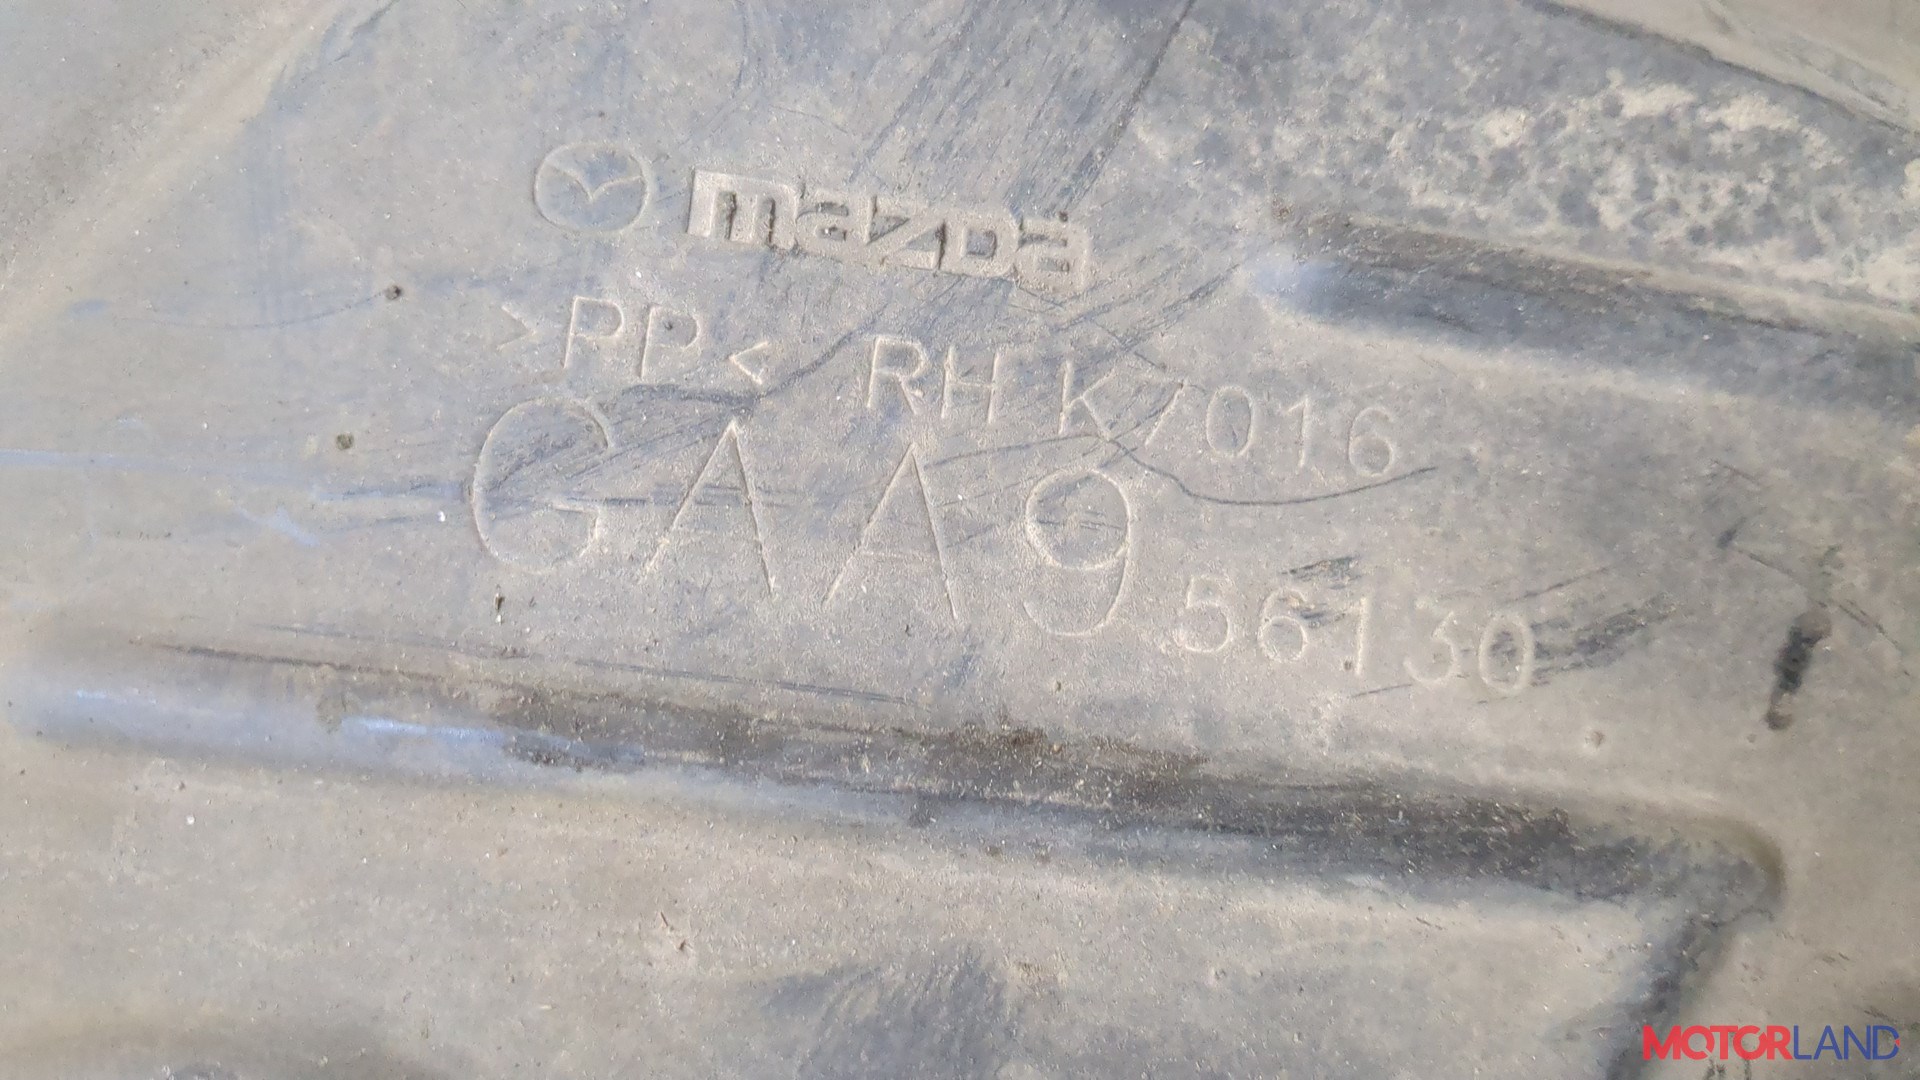 mazda
>PP< RH K7016
GAA9 56130
MOTORLAND